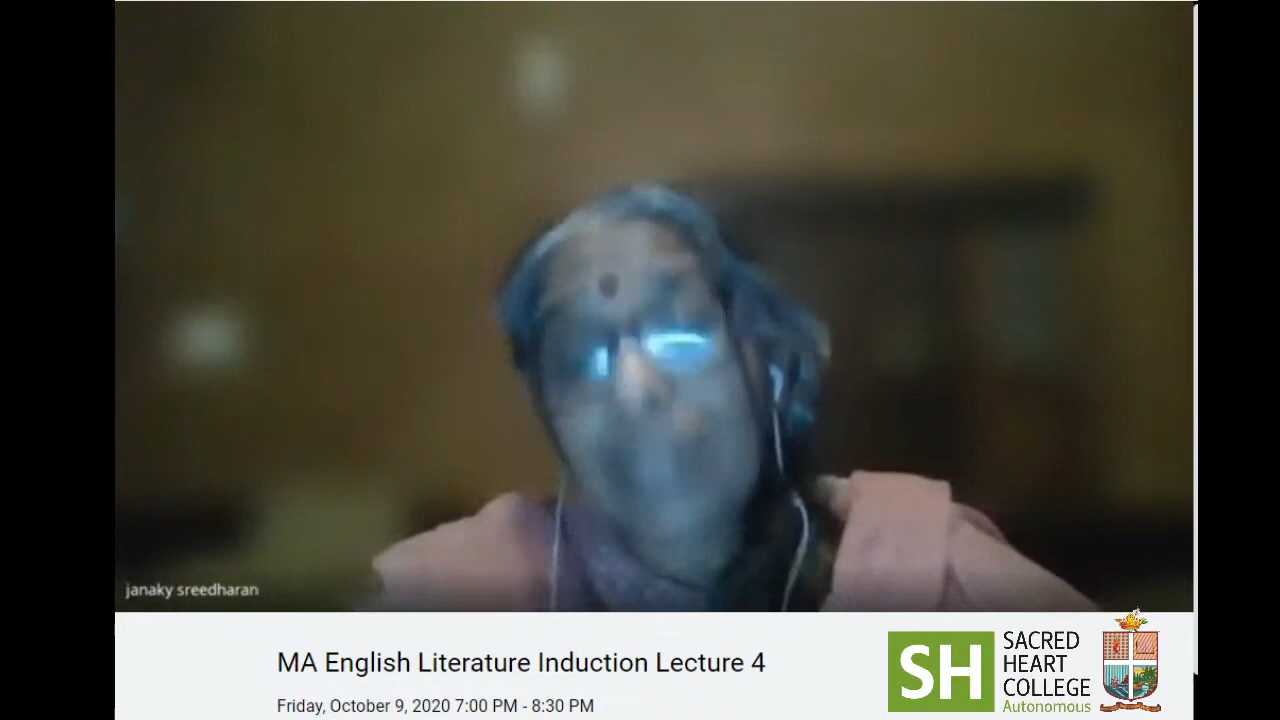 janaky sreedharan
MA English Literature Induction Lecture 4
Friday, October 9, 2020 7:00 PM - 8:30 PM
SH
SACRED
HEART
COLLEGE
Autonomous